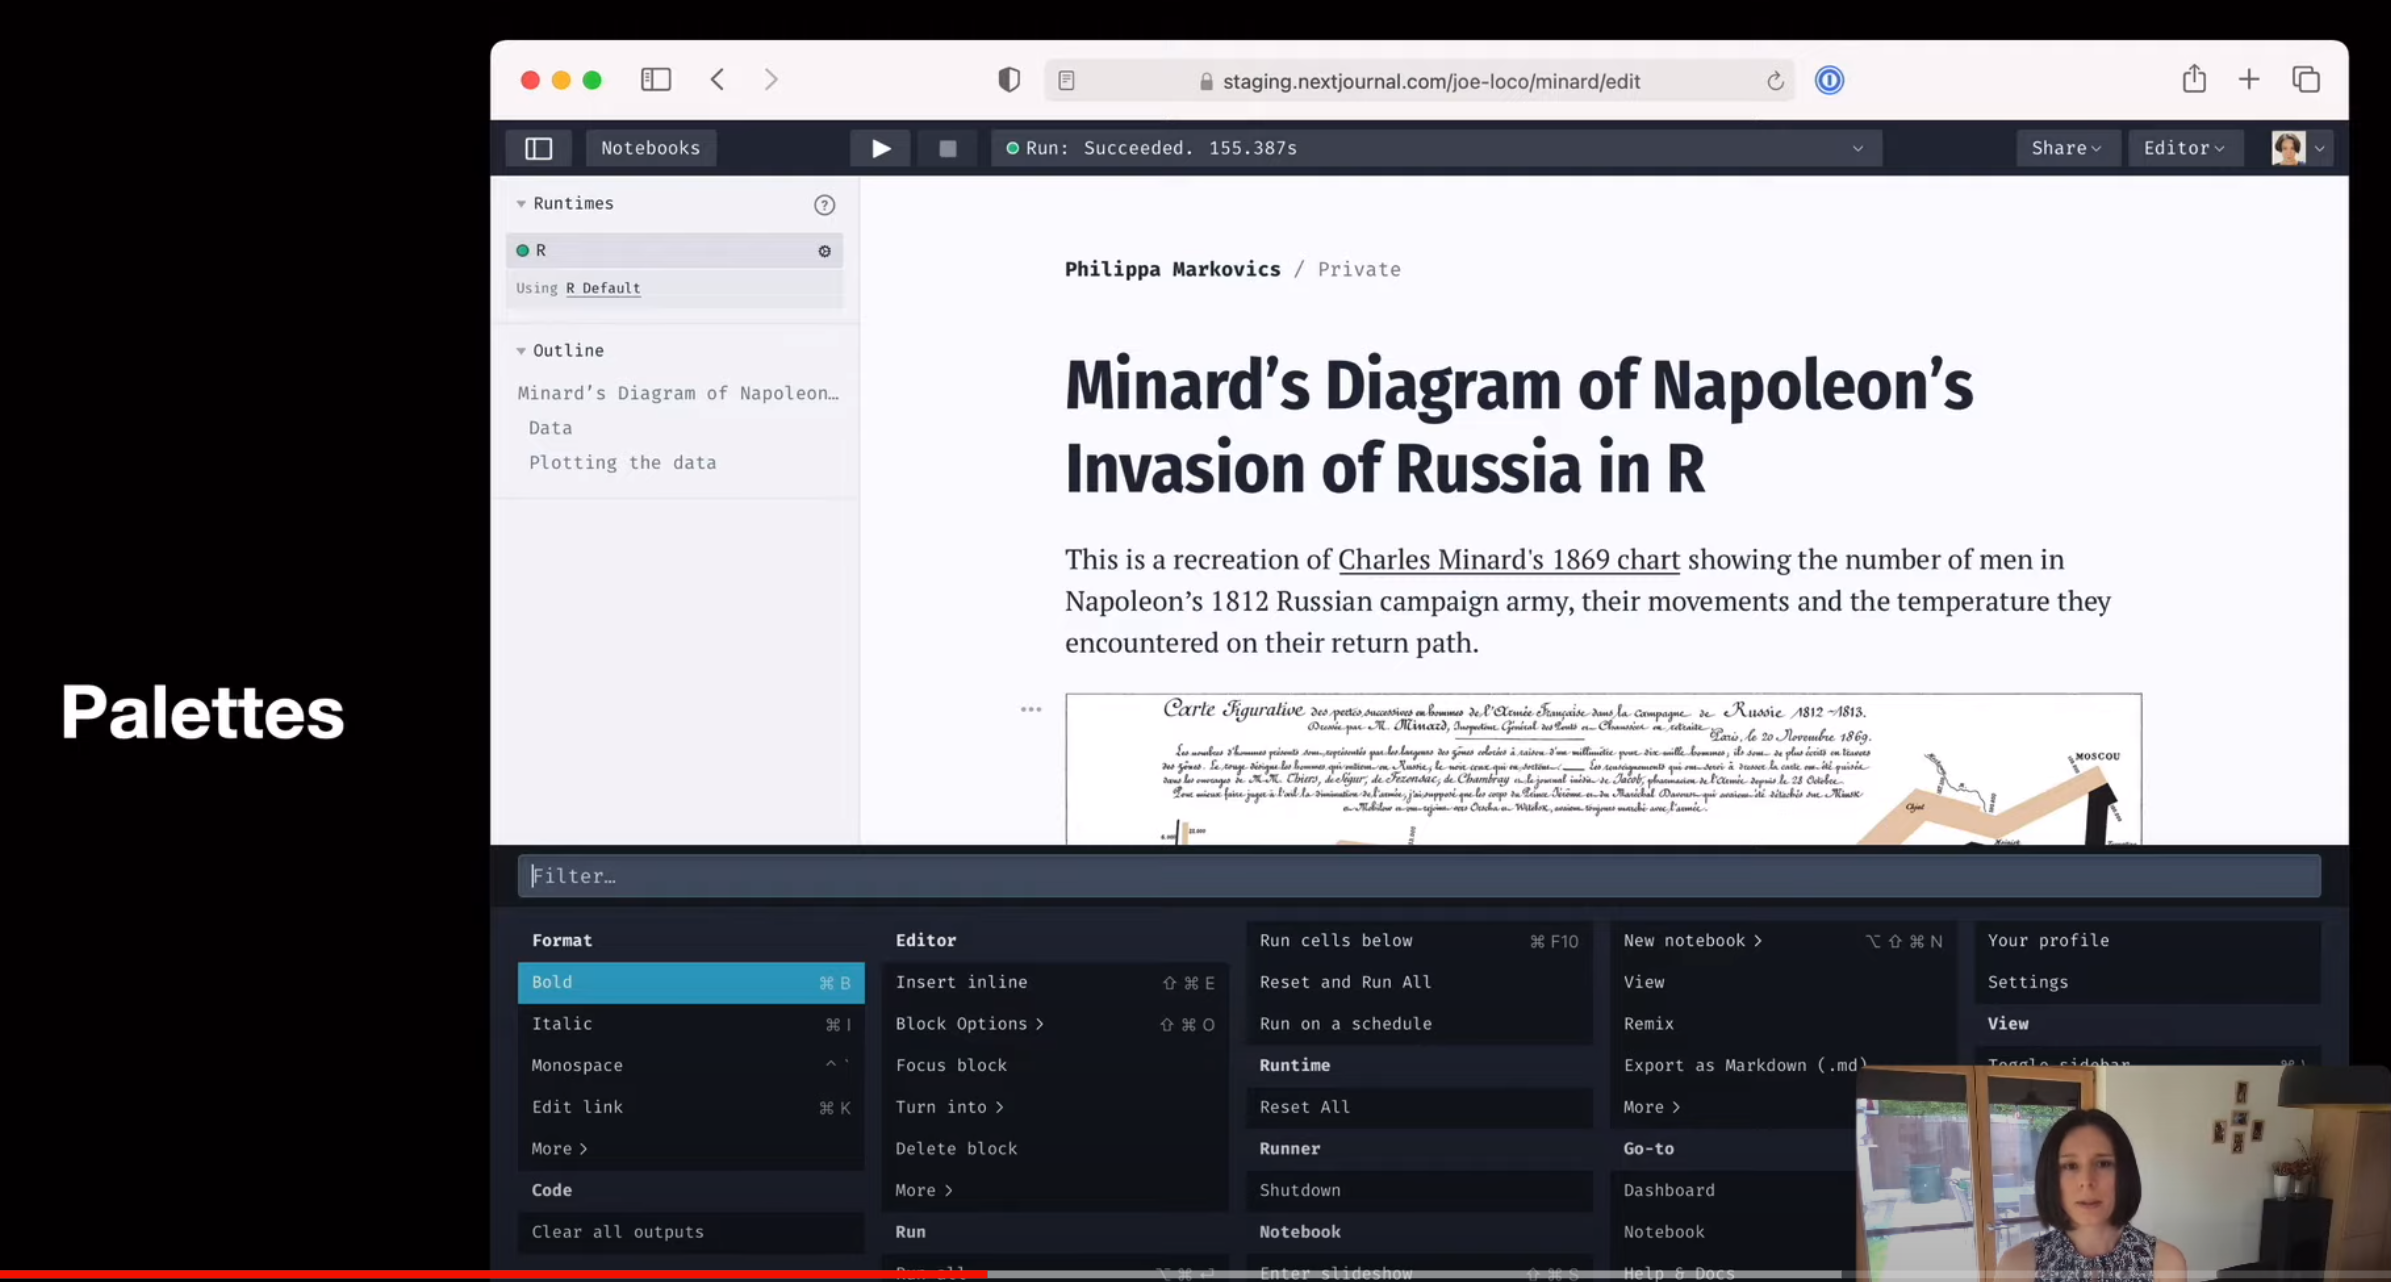 staging.nextjournal.com/joe-loco/minard/edit
Notebooks
Run: Succeeded. 155.387s
Share
Editor
Runtimes
R
Using R Default
Outline
Minard’s Diagram of Napoleon…
Data
Plotting the data
Philippa Markovics / Private
Minard’s Diagram of Napoleon’s
Invasion of Russia in R
This is a recreation of Charles Minard's 1869 chart showing the number of men in
Napoleon’s 1812 Russian campaign army, their movements and the temperature they
encountered on their return path.
Palettes
Carte Figurative des pertes successives en hommes de l'Armée Française dans la campagne de Russie 1812-1813.
Paris, le 20 Novembre 1869.
MOSCOU
Filter…
Format
Bold ⌘ B
Italic ⌘ I
Monospace ^ `
Edit link ⌘ K
More >
Code
Clear all outputs
Editor
Insert inline ⇧ ⌘ E
Block Options > ⇧ ⌘ O
Focus block
Turn into >
Delete block
More >
Run
Run all ⌥ ⌘ ⏎
Run cells below ⌘ F10
Reset and Run All
Run on a schedule
Runtime
Reset All
Runner
Shutdown
Notebook
Enter slideshow ⇧ ⌘ S
New notebook > ⌥ ⇧ ⌘ N
View
Remix
Export as Markdown (.md)
More >
Go-to
Dashboard
Notebook
Help & Docs
Your profile
Settings
View
Toggle sidebar ⌘ \